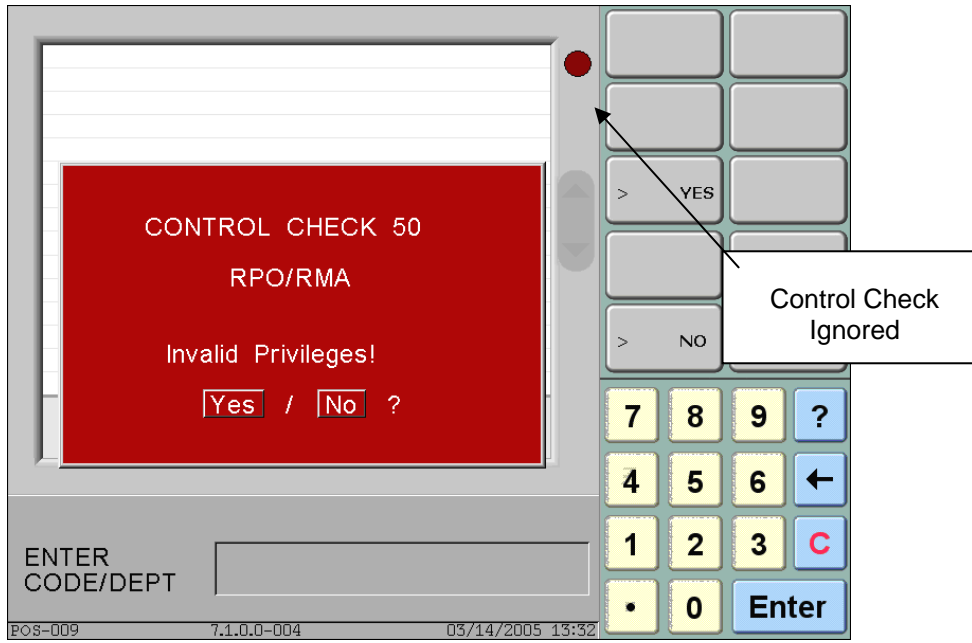 CONTROL CHECK 50
RPO/RMA
Invalid Privileges!
Yes / No ?
> YES
> NO
Control Check
Ignored
7 8 9 ?
4 5 6 ←
1 2 3 C
• 0 Enter
ENTER
CODE/DEPT
POS-009 7.1.0.0-004 03/14/2005 13:32